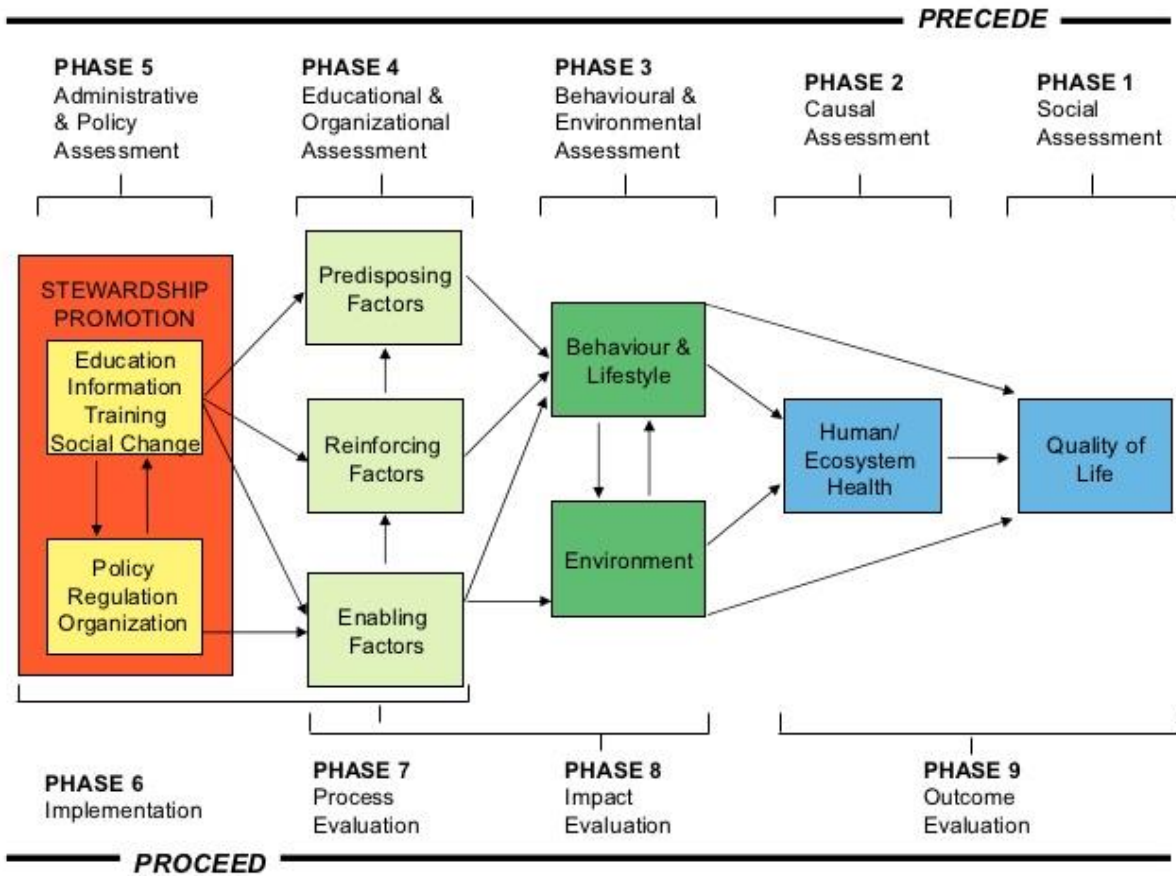 PRECEDE
PHASE 5
Administrative
& Policy
Assessment
PHASE 4
Educational &
Organizational
Assessment
PHASE 3
Behavioural &
Environmental
Assessment
PHASE 2
Causal
Assessment
PHASE 1
Social
Assessment
STEWARDSHIP
PROMOTION
Education
Information
Training
Social Change
Policy
Regulation
Organization
Predisposing
Factors
Reinforcing
Factors
Enabling
Factors
Behaviour &
Lifestyle
Environment
Human/
Ecosystem
Health
Quality of
Life
PHASE 6
Implementation
PHASE 7
Process
Evaluation
PHASE 8
Impact
Evaluation
PHASE 9
Outcome
Evaluation
PROCEED